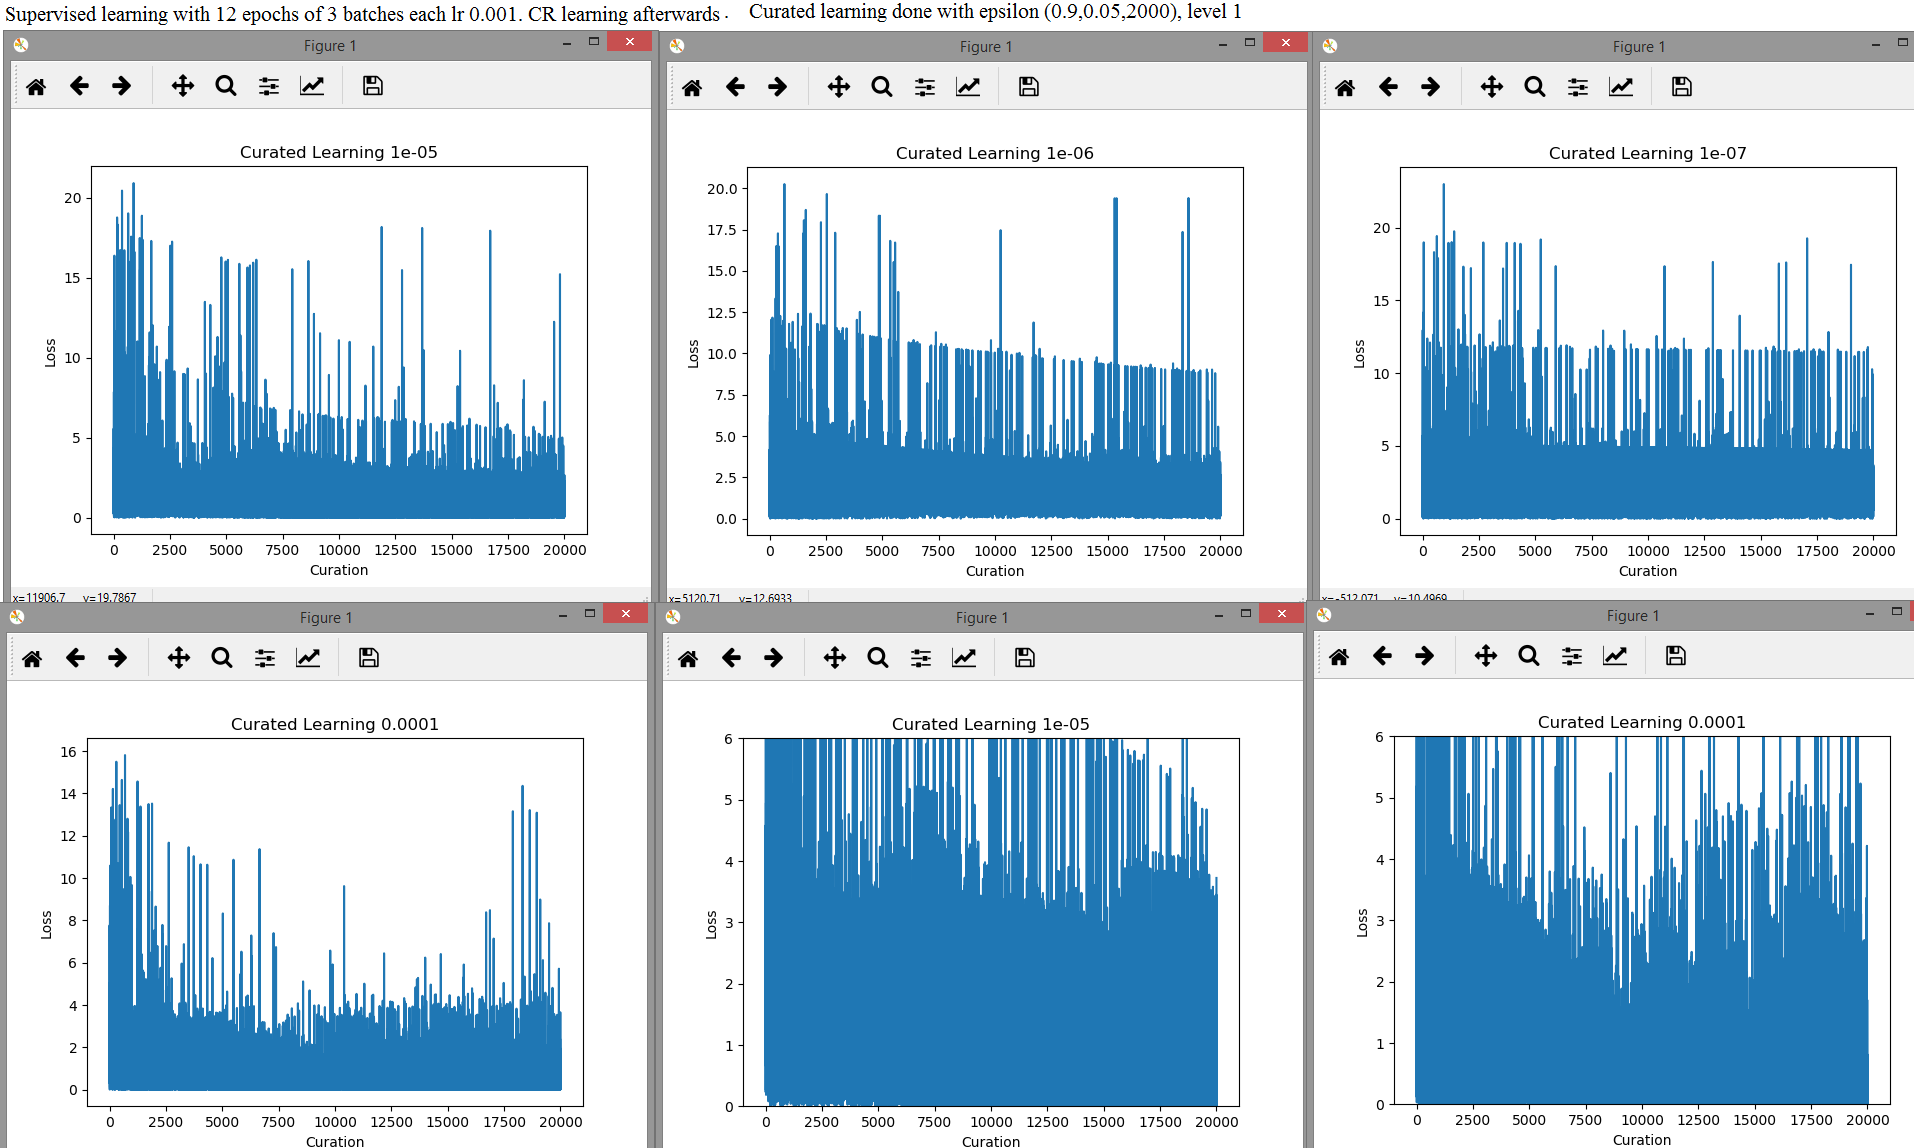 Supervised learning with 12 epochs of 3 batches each lr 0.001. CR learning afterwards . Curated learning done with epsilon (0.9,0.05,2000), level 1
Figure 1
Figure 1
Figure 1
Curated Learning 1e-05
20
15
10
5
0
Loss
0 2500 5000 7500 10000 12500 15000 17500 20000
Curation
x=11906.7 y=19.7867
Curated Learning 1e-06
20.0
17.5
15.0
12.5
10.0
7.5
5.0
2.5
0.0
Loss
0 2500 5000 7500 10000 12500 15000 17500 20000
Curation
x=5120.71 y=12.6933
Curated Learning 1e-07
20
15
10
5
0
Loss
0 2500 5000 7500 10000 12500 15000 17500 20000
Curation
x=-512.071 y=10.4969
Figure 1
Figure 1
Figure 1
Curated Learning 0.0001
16
14
12
10
8
6
4
2
0
Loss
0 2500 5000 7500 10000 12500 15000 17500 20000
Curation
Curated Learning 1e-05
6
5
4
3
2
1
0
Loss
0 2500 5000 7500 10000 12500 15000 17500 20000
Curation
Curated Learning 0.0001
6
5
4
3
2
1
0
Loss
0 2500 5000 7500 10000 12500 15000 17500 20000
Curation